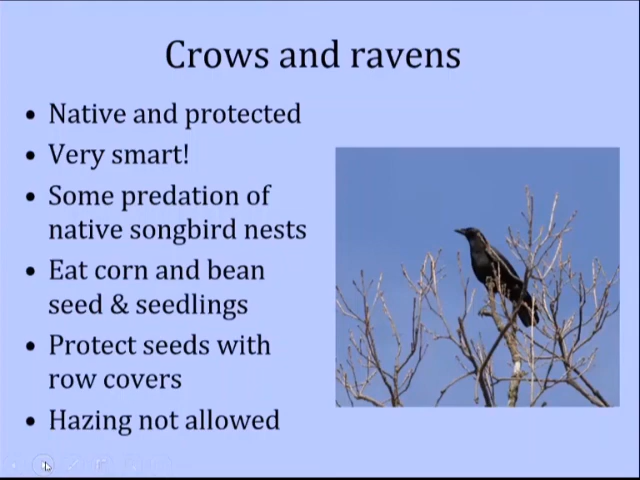 Crows and ravens
• Native and protected
• Very smart!
• Some predation of
native songbird nests
• Eat corn and bean
seed & seedlings
• Protect seeds with
row covers
• Hazing not allowed